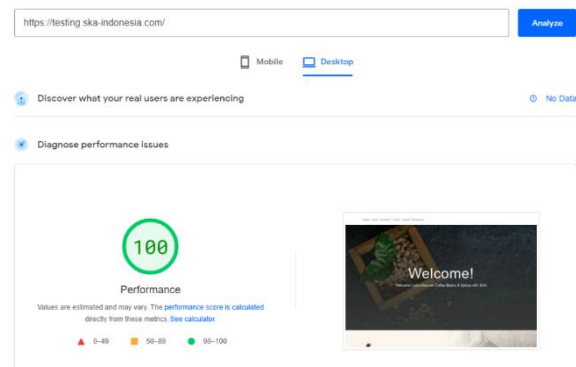 https://testing.ska-indonesia.com/
Analyze
Mobile
Desktop
Discover what your real users are experiencing
No Data
Diagnose performance issues
100
Performance
Values are estimated and may vary. The performance score is calculated
directly from these metrics. See calculator.
0–49
50–89
90–100
Welcome!